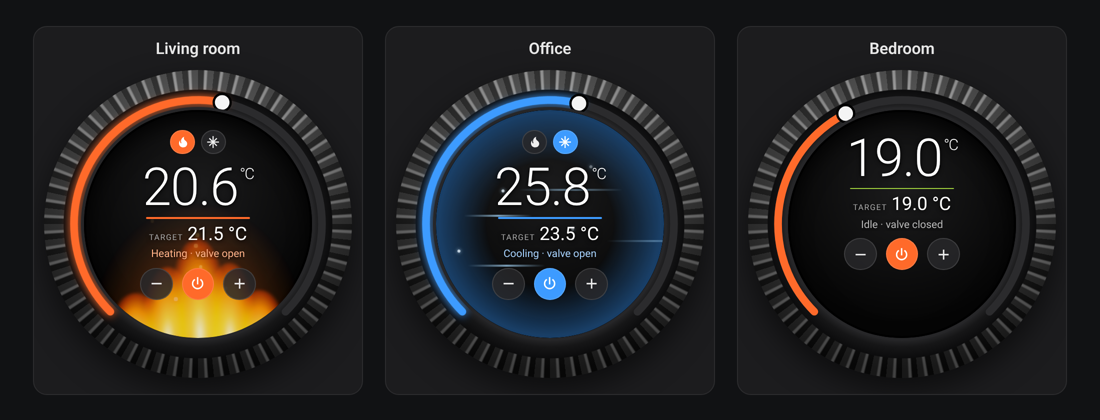 Living room
20.6 °C
TARGET 21.5 °C
Heating · valve open
− +
Office
25.8 °C
TARGET 23.5 °C
Cooling · valve open
− +
Bedroom
19.0 °C
TARGET 19.0 °C
Idle · valve closed
− +